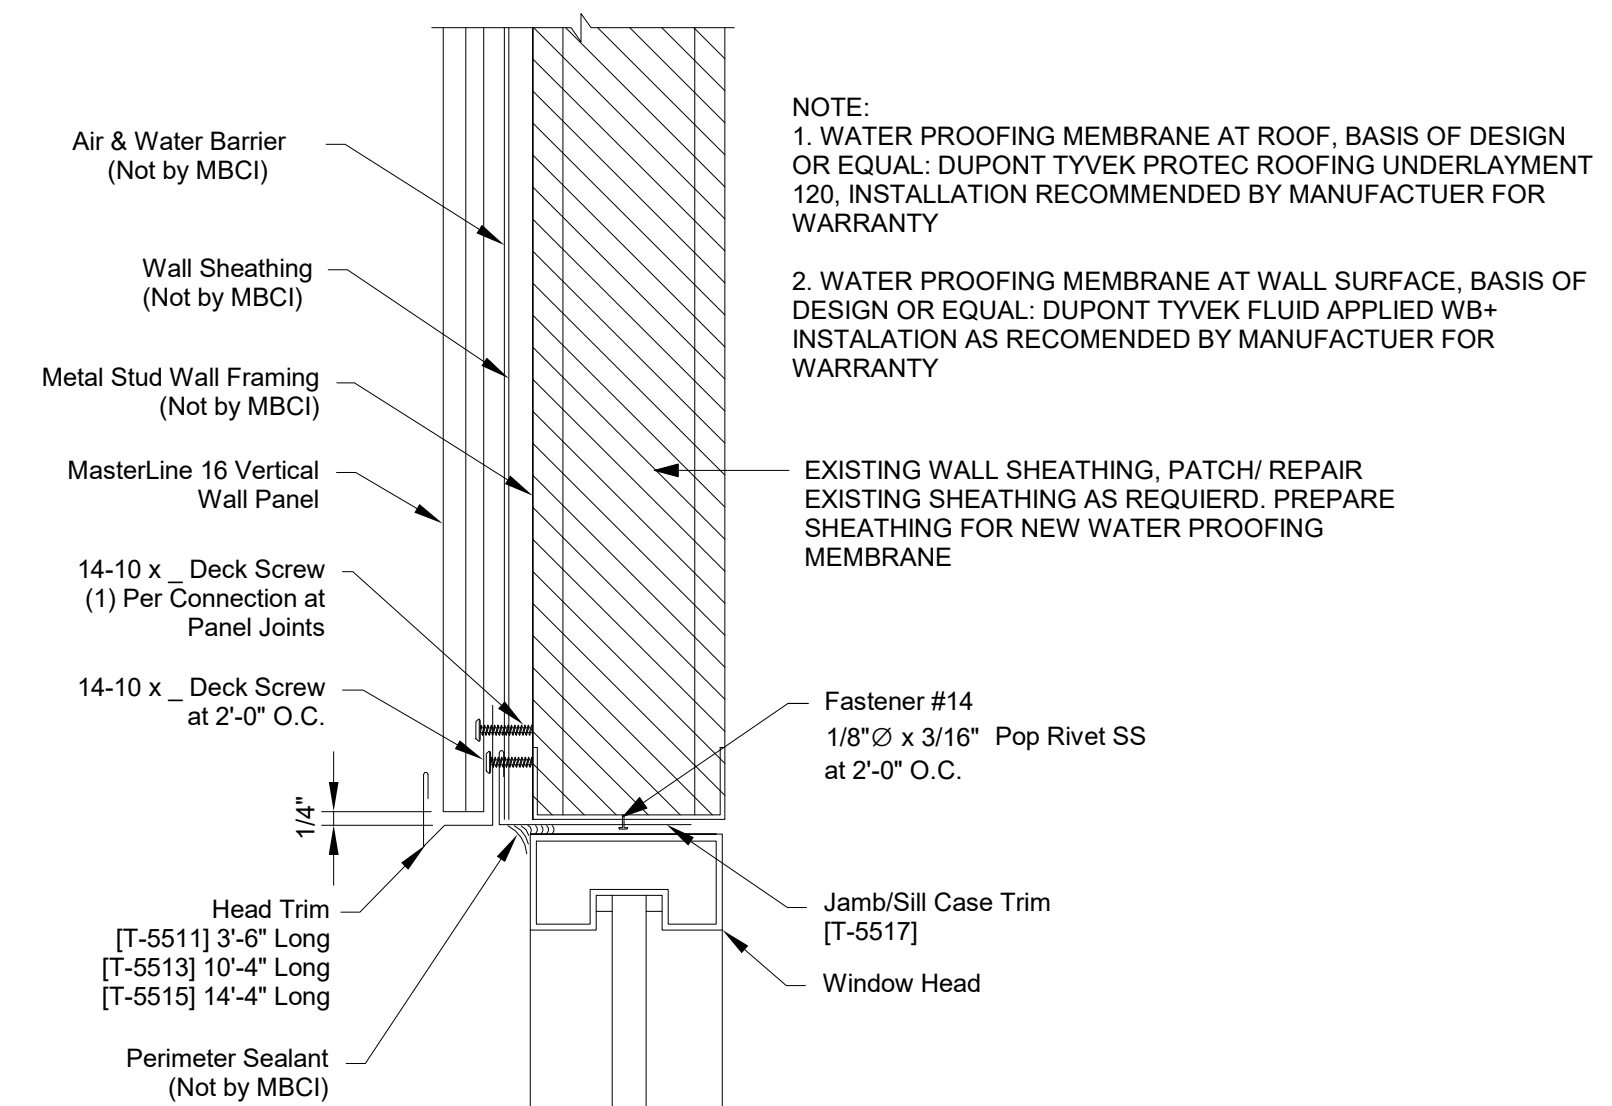 Air & Water Barrier
(Not by MBCI)
Wall Sheathing
(Not by MBCI)
Metal Stud Wall Framing
(Not by MBCI)
MasterLine 16 Vertical
Wall Panel
14-10 x _ Deck Screw
(1) Per Connection at
Panel Joints
14-10 x _ Deck Screw
at 2'-0" O.C.
1/4"
Head Trim
[T-5511] 3'-6" Long
[T-5513] 10'-4" Long
[T-5515] 14'-4" Long
Perimeter Sealant
(Not by MBCI)
NOTE:
1. WATER PROOFING MEMBRANE AT ROOF, BASIS OF DESIGN
OR EQUAL: DUPONT TYVEK PROTEC ROOFING UNDERLAYMENT
120, INSTALLATION RECOMMENDED BY MANUFACTUER FOR
WARRANTY
2. WATER PROOFING MEMBRANE AT WALL SURFACE, BASIS OF
DESIGN OR EQUAL: DUPONT TYVEK FLUID APPLIED WB+
INSTALATION AS RECOMENDED BY MANUFACTUER FOR
WARRANTY
EXISTING WALL SHEATHING, PATCH/ REPAIR
EXISTING SHEATHING AS REQUIERD. PREPARE
SHEATHING FOR NEW WATER PROOFING
MEMBRANE
Fastener #14
1/8"∅ x 3/16" Pop Rivet SS
at 2'-0" O.C.
Jamb/Sill Case Trim
[T-5517]
Window Head